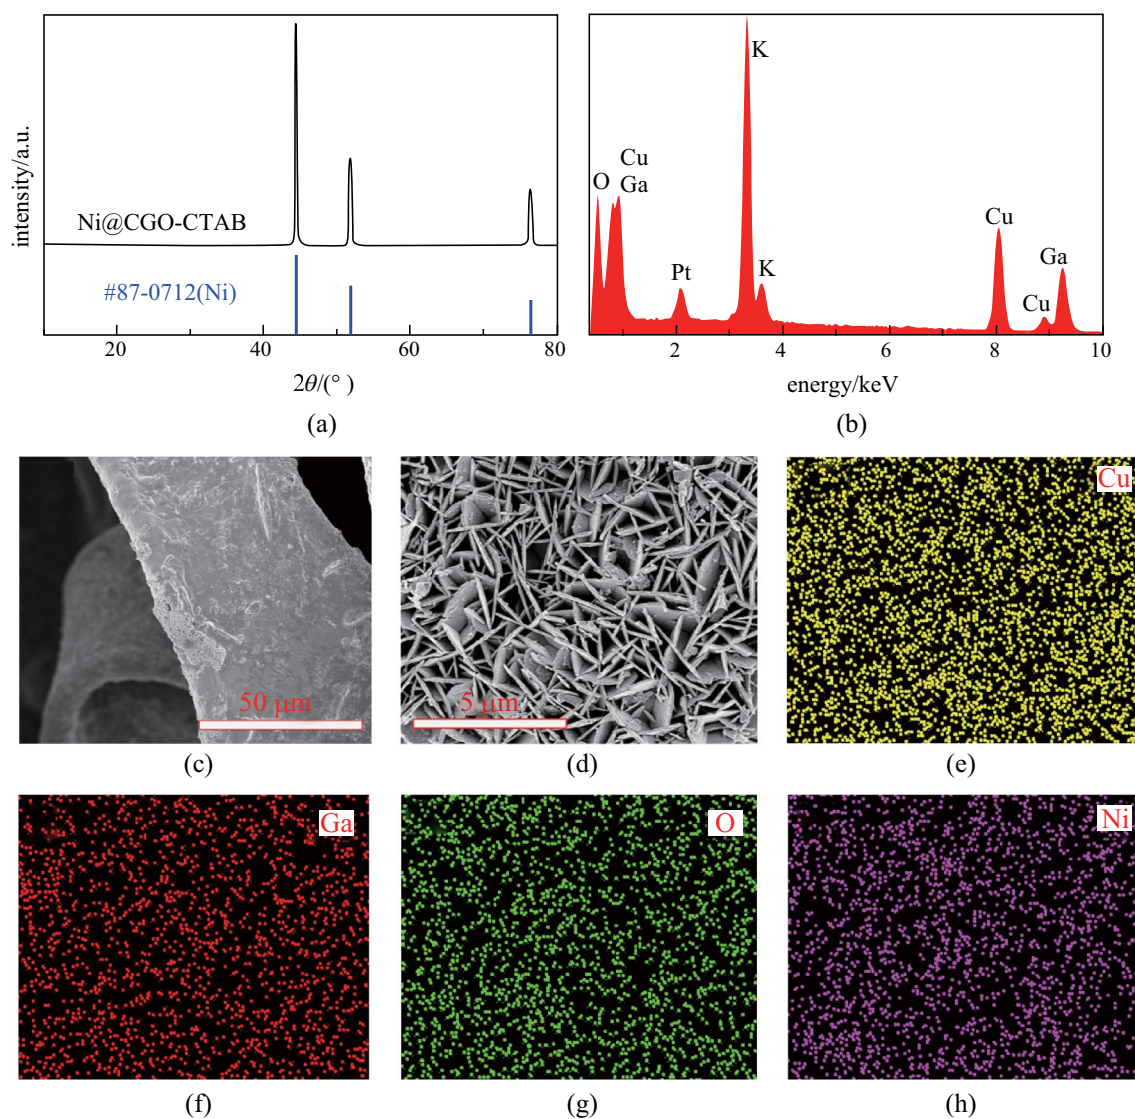 intensity/a.u.
Ni@CGO-CTAB
#87-0712(Ni)
20
40
60
80
2θ/(° )
(a)
O
Cu
Ga
Pt
K
K
Cu
Cu
Ga
2
4
6
8
10
energy/keV
(b)
50 μm
(c)
5 μm
(d)
Cu
(e)
Ga
(f)
O
(g)
Ni
(h)